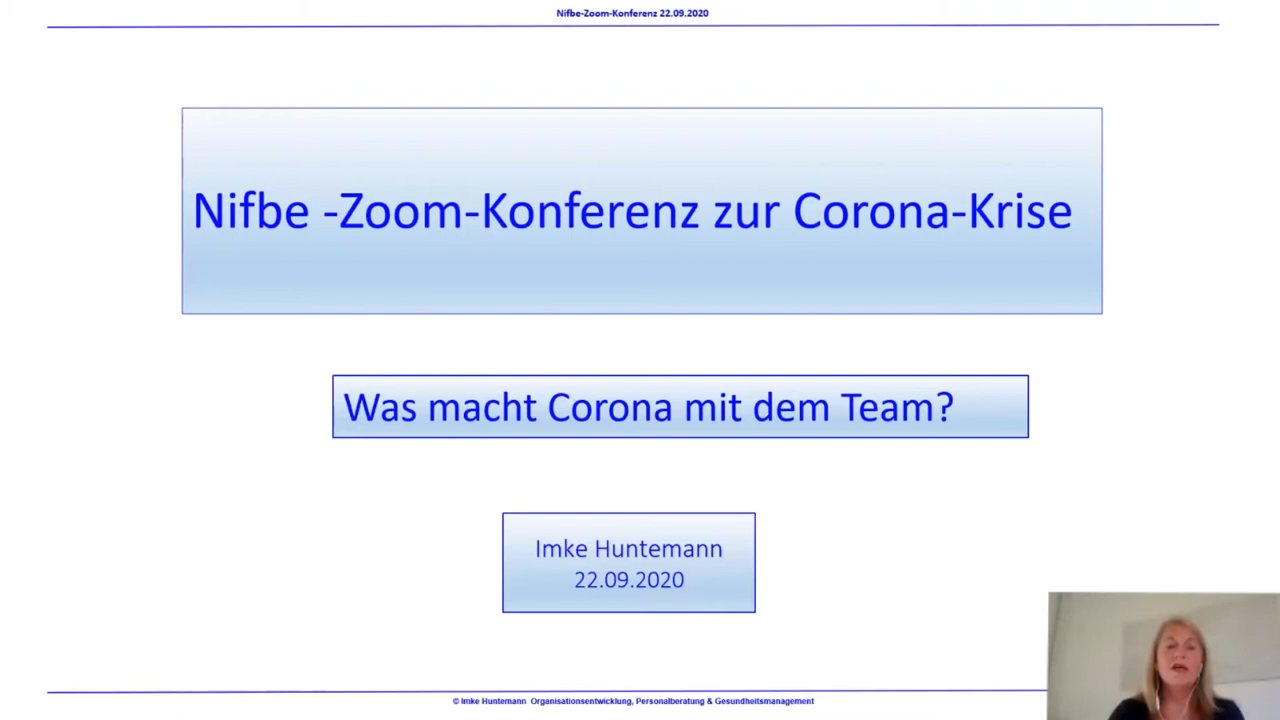 Nifbe-Zoom-Konferenz 22.09.2020
Nifbe -Zoom-Konferenz zur Corona-Krise
Was macht Corona mit dem Team?
Imke Huntemann
22.09.2020
© Imke Huntemann Organisationsentwicklung, Personalberatung & Gesundheitsmanagement